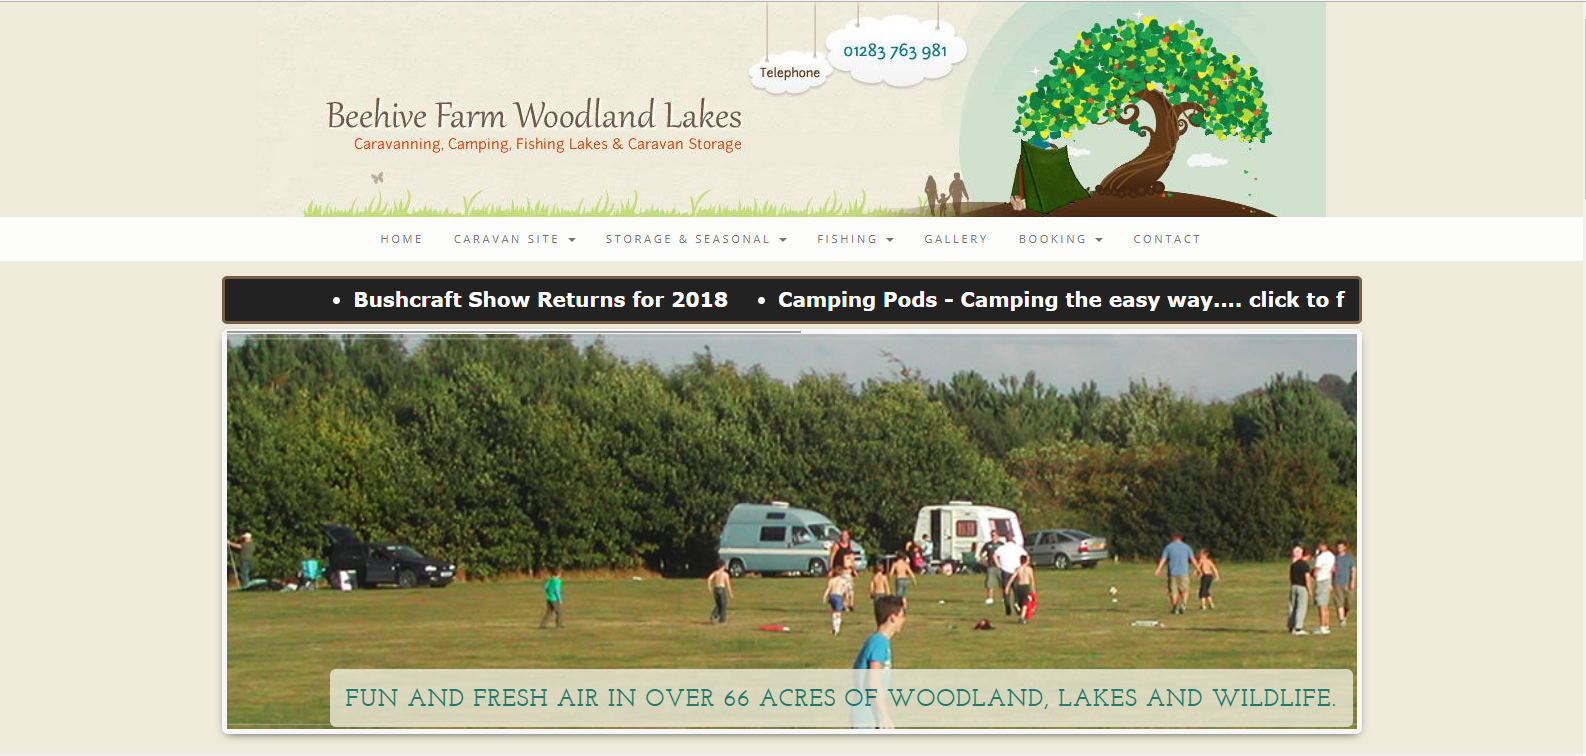 Telephone
01283 763 981
Beehive Farm Woodland Lakes
Caravanning, Camping, Fishing Lakes & Caravan Storage
HOME CARAVAN SITE STORAGE & SEASONAL FISHING GALLERY BOOKING CONTACT
• Bushcraft Show Returns for 2018 • Camping Pods - Camping the easy way.... click to f
FUN AND FRESH AIR IN OVER 66 ACRES OF WOODLAND, LAKES AND WILDLIFE.